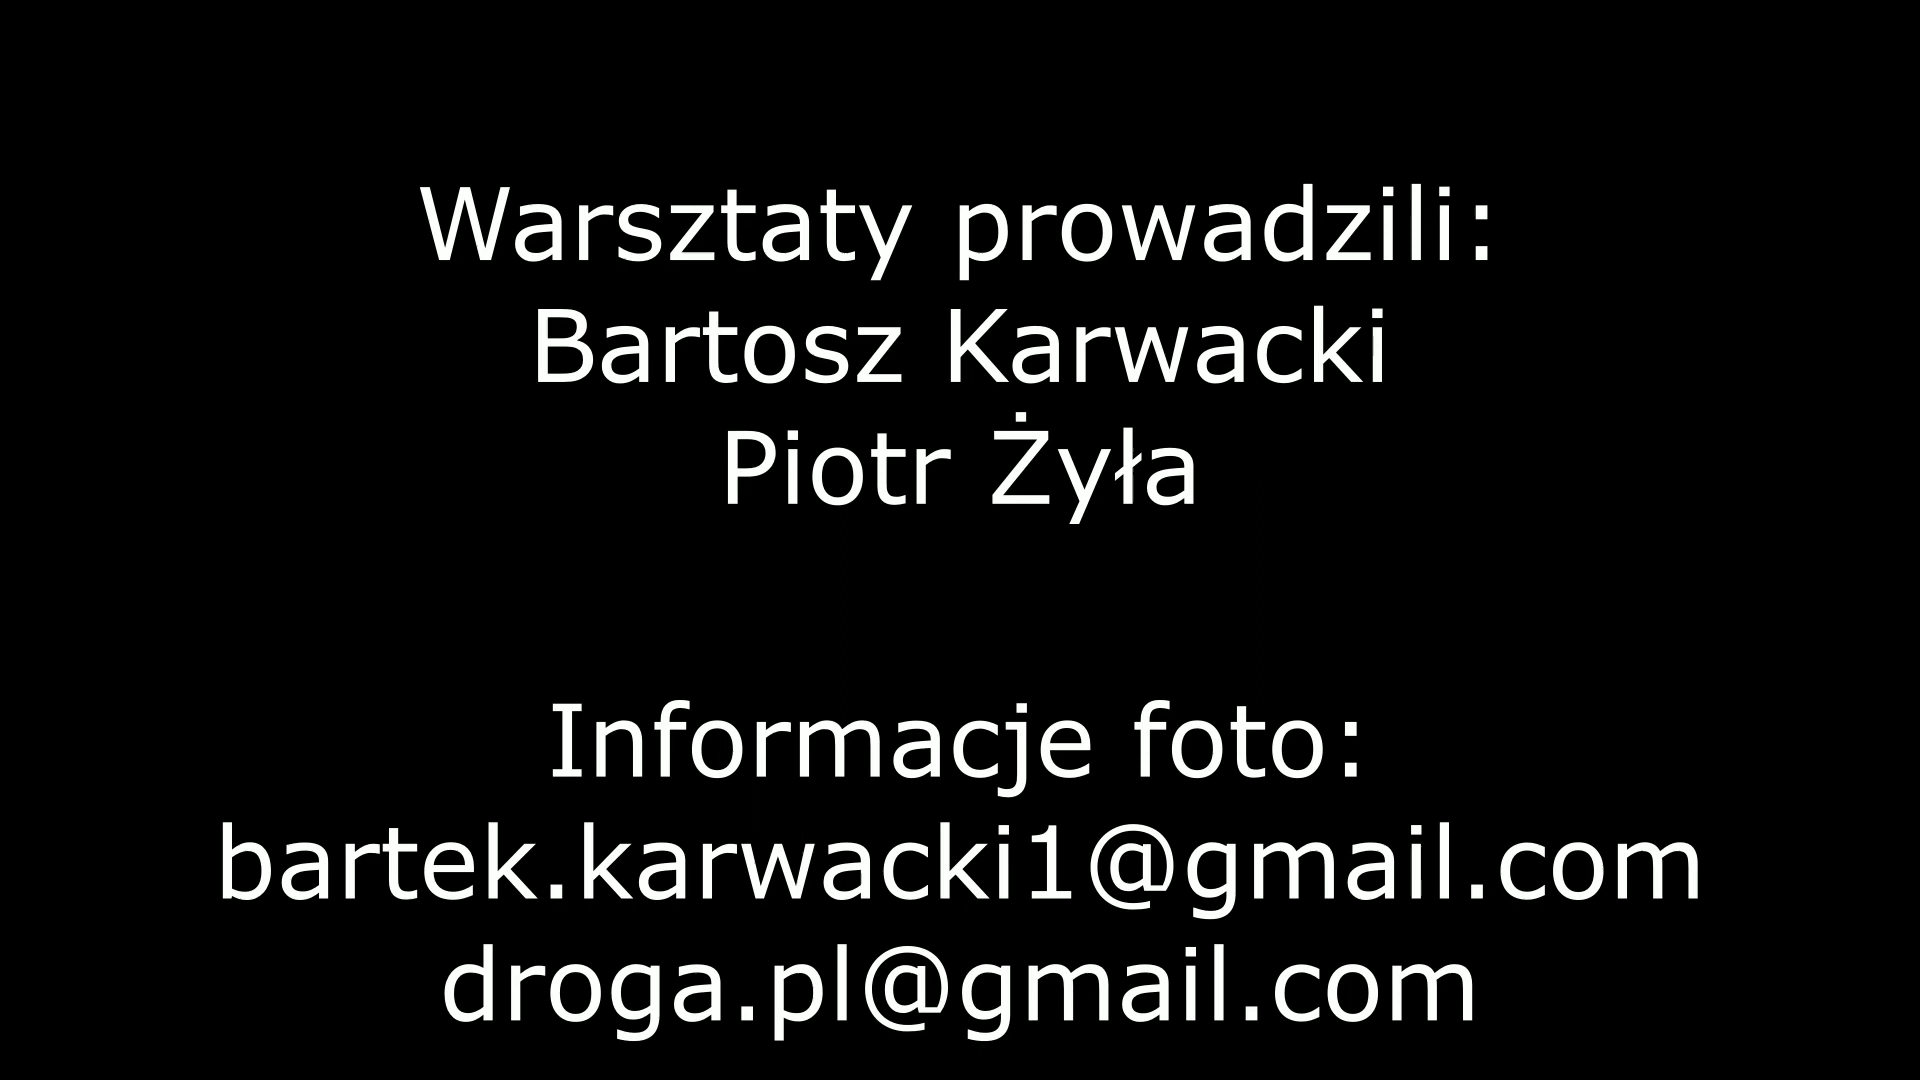 Warsztaty prowadzili:
Bartosz Karwacki
Piotr Żyła
Informacje foto:
bartek.karwacki1@gmail.com
droga.pl@gmail.com